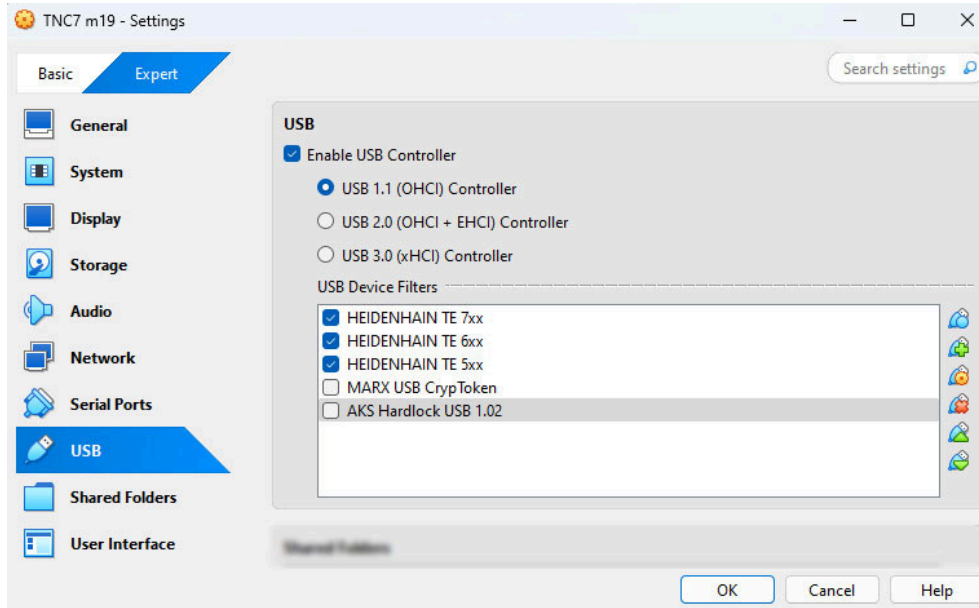 TNC7 m19 - Settings
Basic
Expert
Search settings
General
System
Display
Storage
Audio
Network
Serial Ports
USB
Shared Folders
User Interface
USB
Enable USB Controller
USB 1.1 (OHCI) Controller
USB 2.0 (OHCI + EHCI) Controller
USB 3.0 (xHCI) Controller
USB Device Filters
HEIDENHAIN TE 7xx
HEIDENHAIN TE 6xx
HEIDENHAIN TE 5xx
MARX USB CrypToken
AKS Hardlock USB 1.02
Shared Folders
OK
Cancel
Help